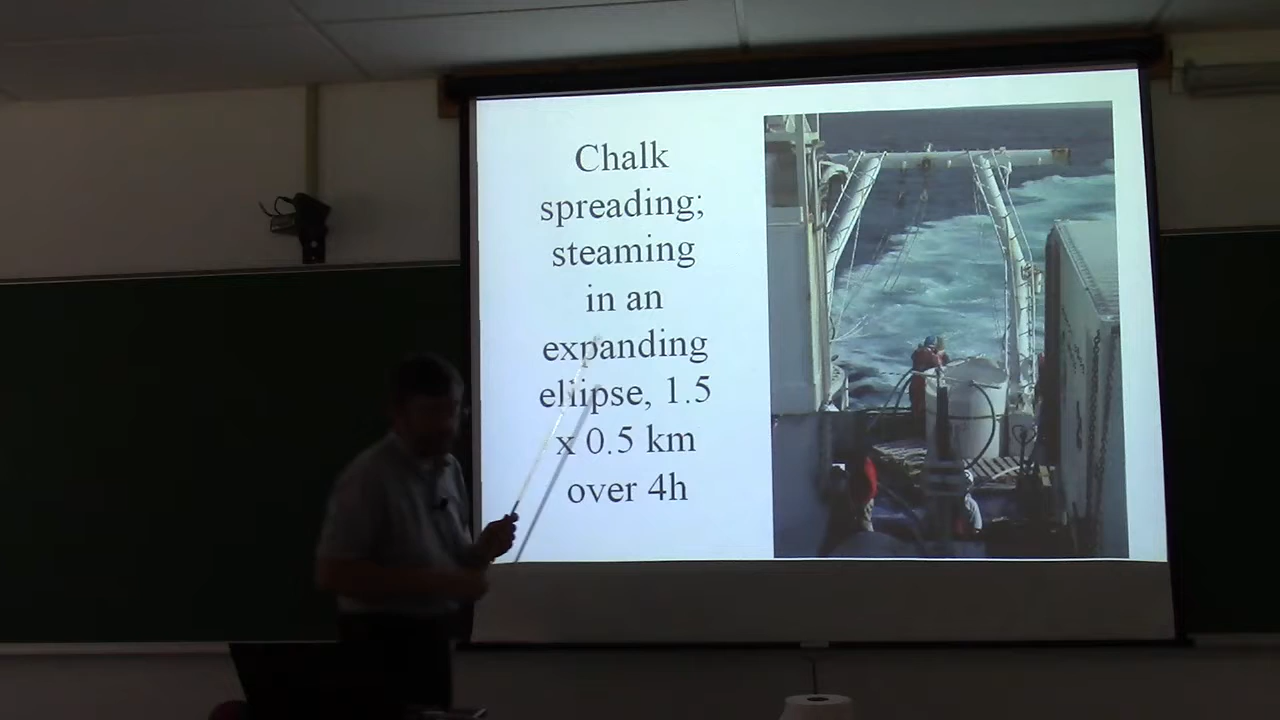 Chalk
spreading;
steaming
in an
expanding
ellipse, 1.5
x 0.5 km
over 4h